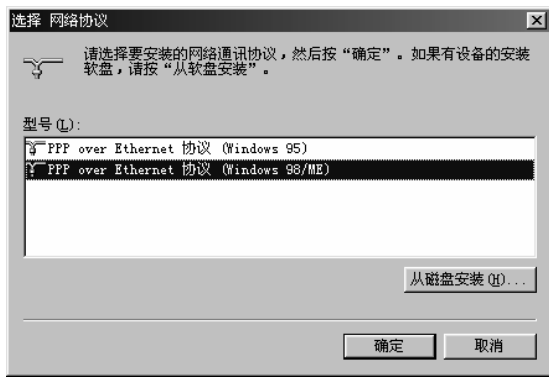 选择 网络协议
请选择要安装的网络通讯协议，然后按“确定”。如果有设备的安装
软盘，请按“从软盘安装”。
型号(L):
PPP over Ethernet 协议 (Windows 95)
PPP over Ethernet 协议 (Windows 98/ME)
从磁盘安装(H)...
确定
取消